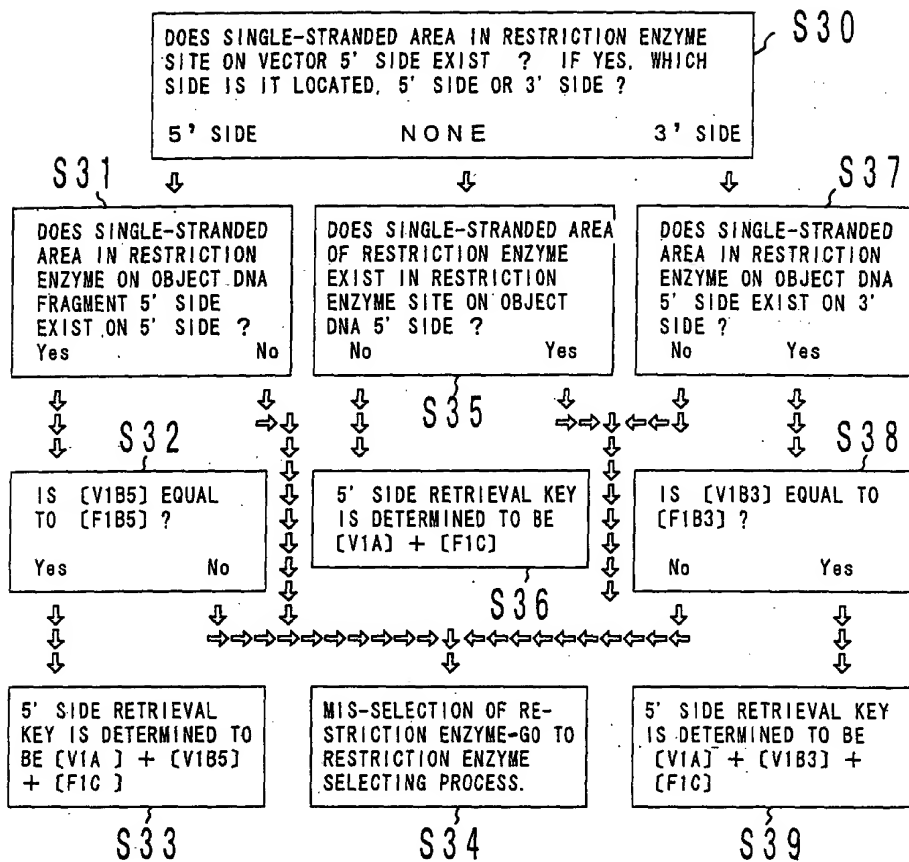 S30
DOES SINGLE-STRANDED AREA IN RESTRICTION ENZYME
SITE ON VECTOR 5' SIDE EXIST ? IF YES, WHICH
SIDE IS IT LOCATED, 5' SIDE OR 3' SIDE ?
5' SIDE NONE 3' SIDE
S31
DOES SINGLE-STRANDED
AREA IN RESTRICTION
ENZYME ON OBJECT DNA
FRAGMENT 5' SIDE
EXIST ON 5' SIDE ?
Yes No
DOES SINGLE-STRANDED AREA
OF RESTRICTION ENZYME
EXIST IN RESTRICTION
ENZYME SITE ON OBJECT
DNA 5' SIDE ?
No Yes
S35
S37
DOES SINGLE-STRANDED
AREA IN RESTRICTION
ENZYME ON OBJECT DNA
5' SIDE EXIST ON 3'
SIDE ?
No Yes
S32
IS [V1B5] EQUAL
TO [F1B5] ?
Yes No
5' SIDE RETRIEVAL KEY
IS DETERMINED TO BE
[V1A] + [F1C]
S36
S38
IS [V1B3] EQUAL TO
[F1B3] ?
No Yes
5' SIDE RETRIEVAL
KEY IS DETERMINED TO
BE [V1A ] + [V1B5]
+ [F1C ]
S33
MIS-SELECTION OF RE-
STRICTION ENZYME-GO TO
RESTRICTION ENZYME
SELECTING PROCESS.
S34
5' SIDE RETRIEVAL KEY
IS DETERMINED TO BE
[V1A] + [V1B3] +
[F1C]
S39